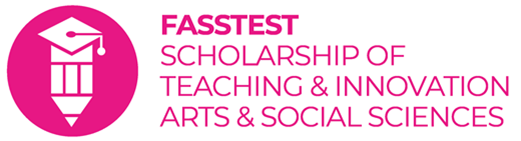 FASSTEST
SCHOLARSHIP OF
TEACHING & INNOVATION
ARTS & SOCIAL SCIENCES